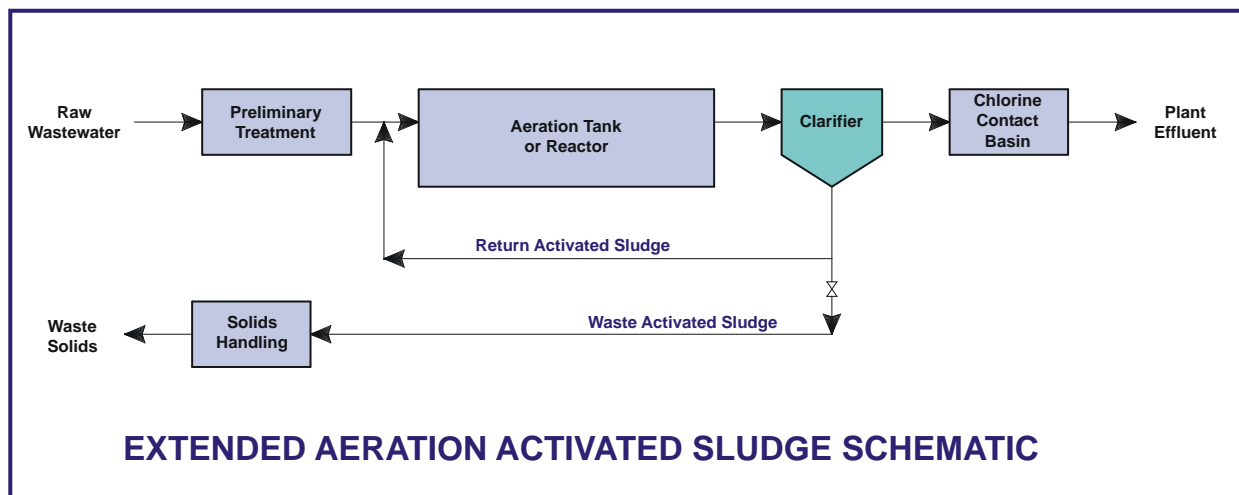 Raw
Wastewater
Preliminary
Treatment
Aeration Tank
or Reactor
Clarifier
Chlorine
Contact
Basin
Plant
Effluent
Return Activated Sludge
Waste Activated Sludge
Waste
Solids
Solids
Handling
EXTENDED AERATION ACTIVATED SLUDGE SCHEMATIC